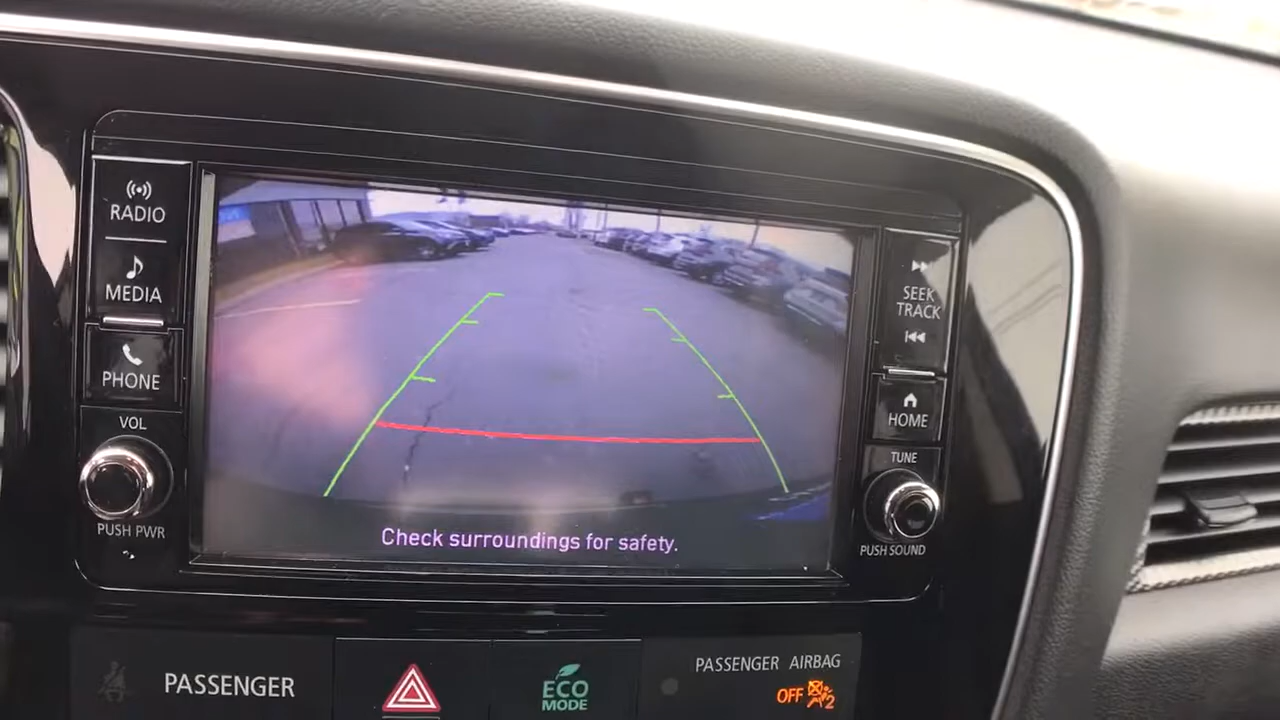 RADIO
MEDIA
PHONE
VOL
PUSH PWR
Check surroundings for safety.
SEEK
TRACK
HOME
TUNE
PUSH SOUND
PASSENGER
ECO
MODE
PASSENGER AIRBAG
OFF
2